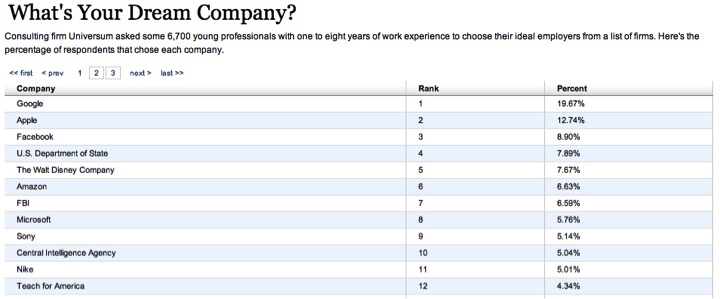 What's Your Dream Company?
Consulting firm Universum asked some 6,700 young professionals with one to eight years of work experience to choose their ideal employers from a list of firms. Here's the
percentage of respondents that chose each company.
<< first < prev 1 2 3 next > last >>
Company Rank Percent
Google 1 19.67%
Apple 2 12.74%
Facebook 3 8.90%
U.S. Department of State 4 7.89%
The Walt Disney Company 5 7.67%
Amazon 6 6.63%
FBI 7 6.59%
Microsoft 8 5.76%
Sony 9 5.14%
Central Intelligence Agency 10 5.04%
Nike 11 5.01%
Teach for America 12 4.34%